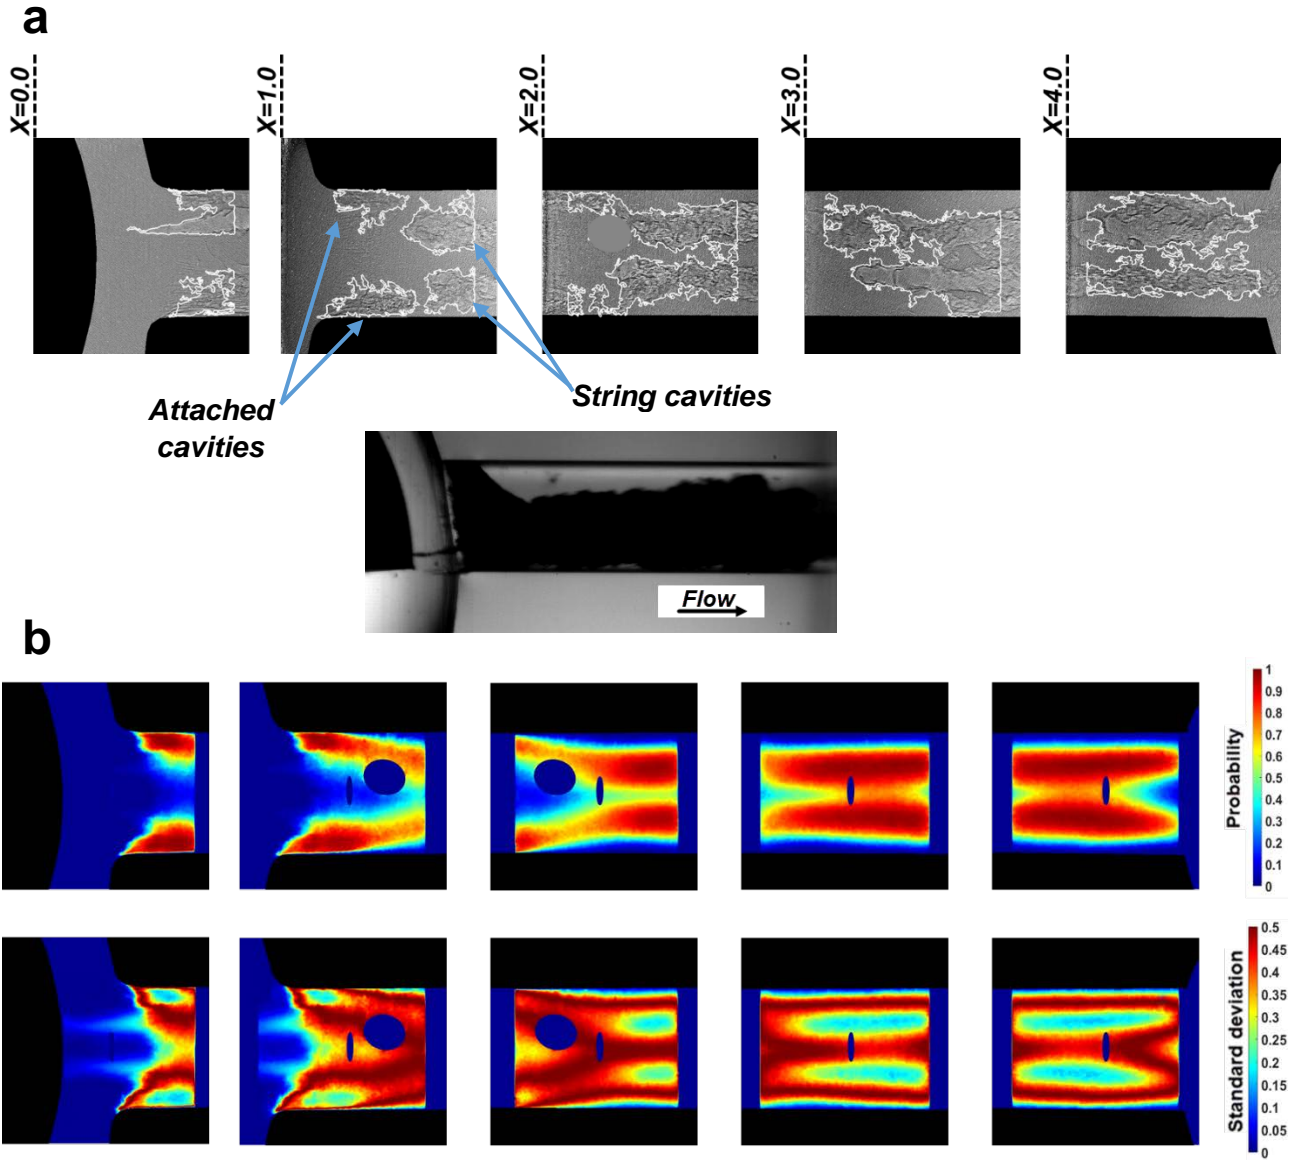 a
X=0.0
X=1.0
X=2.0
X=3.0
X=4.0
Attached
cavities
String cavities
Flow
b
Probability
1
0.9
0.8
0.7
0.6
0.5
0.4
0.3
0.2
0.1
0
Standard deviation
0.5
0.45
0.4
0.35
0.3
0.25
0.2
0.15
0.1
0.05
0